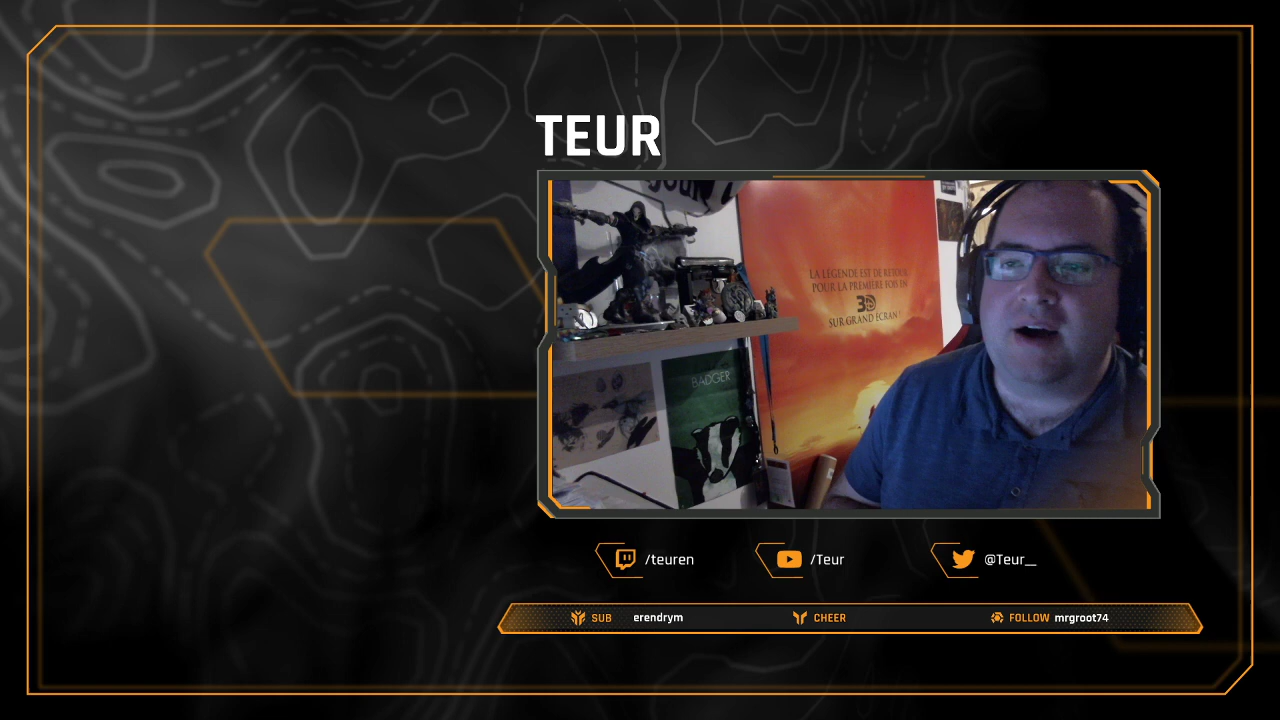 TEUR
LA LÉGENDE EST DE RETOUR
POUR LA PREMIÈRE FOIS EN
3D
SUR GRAND ÉCRAN !
BADGER
/teuren
/Teur
@Teur__
SUB erendrym
CHEER
FOLLOW mrgroot74